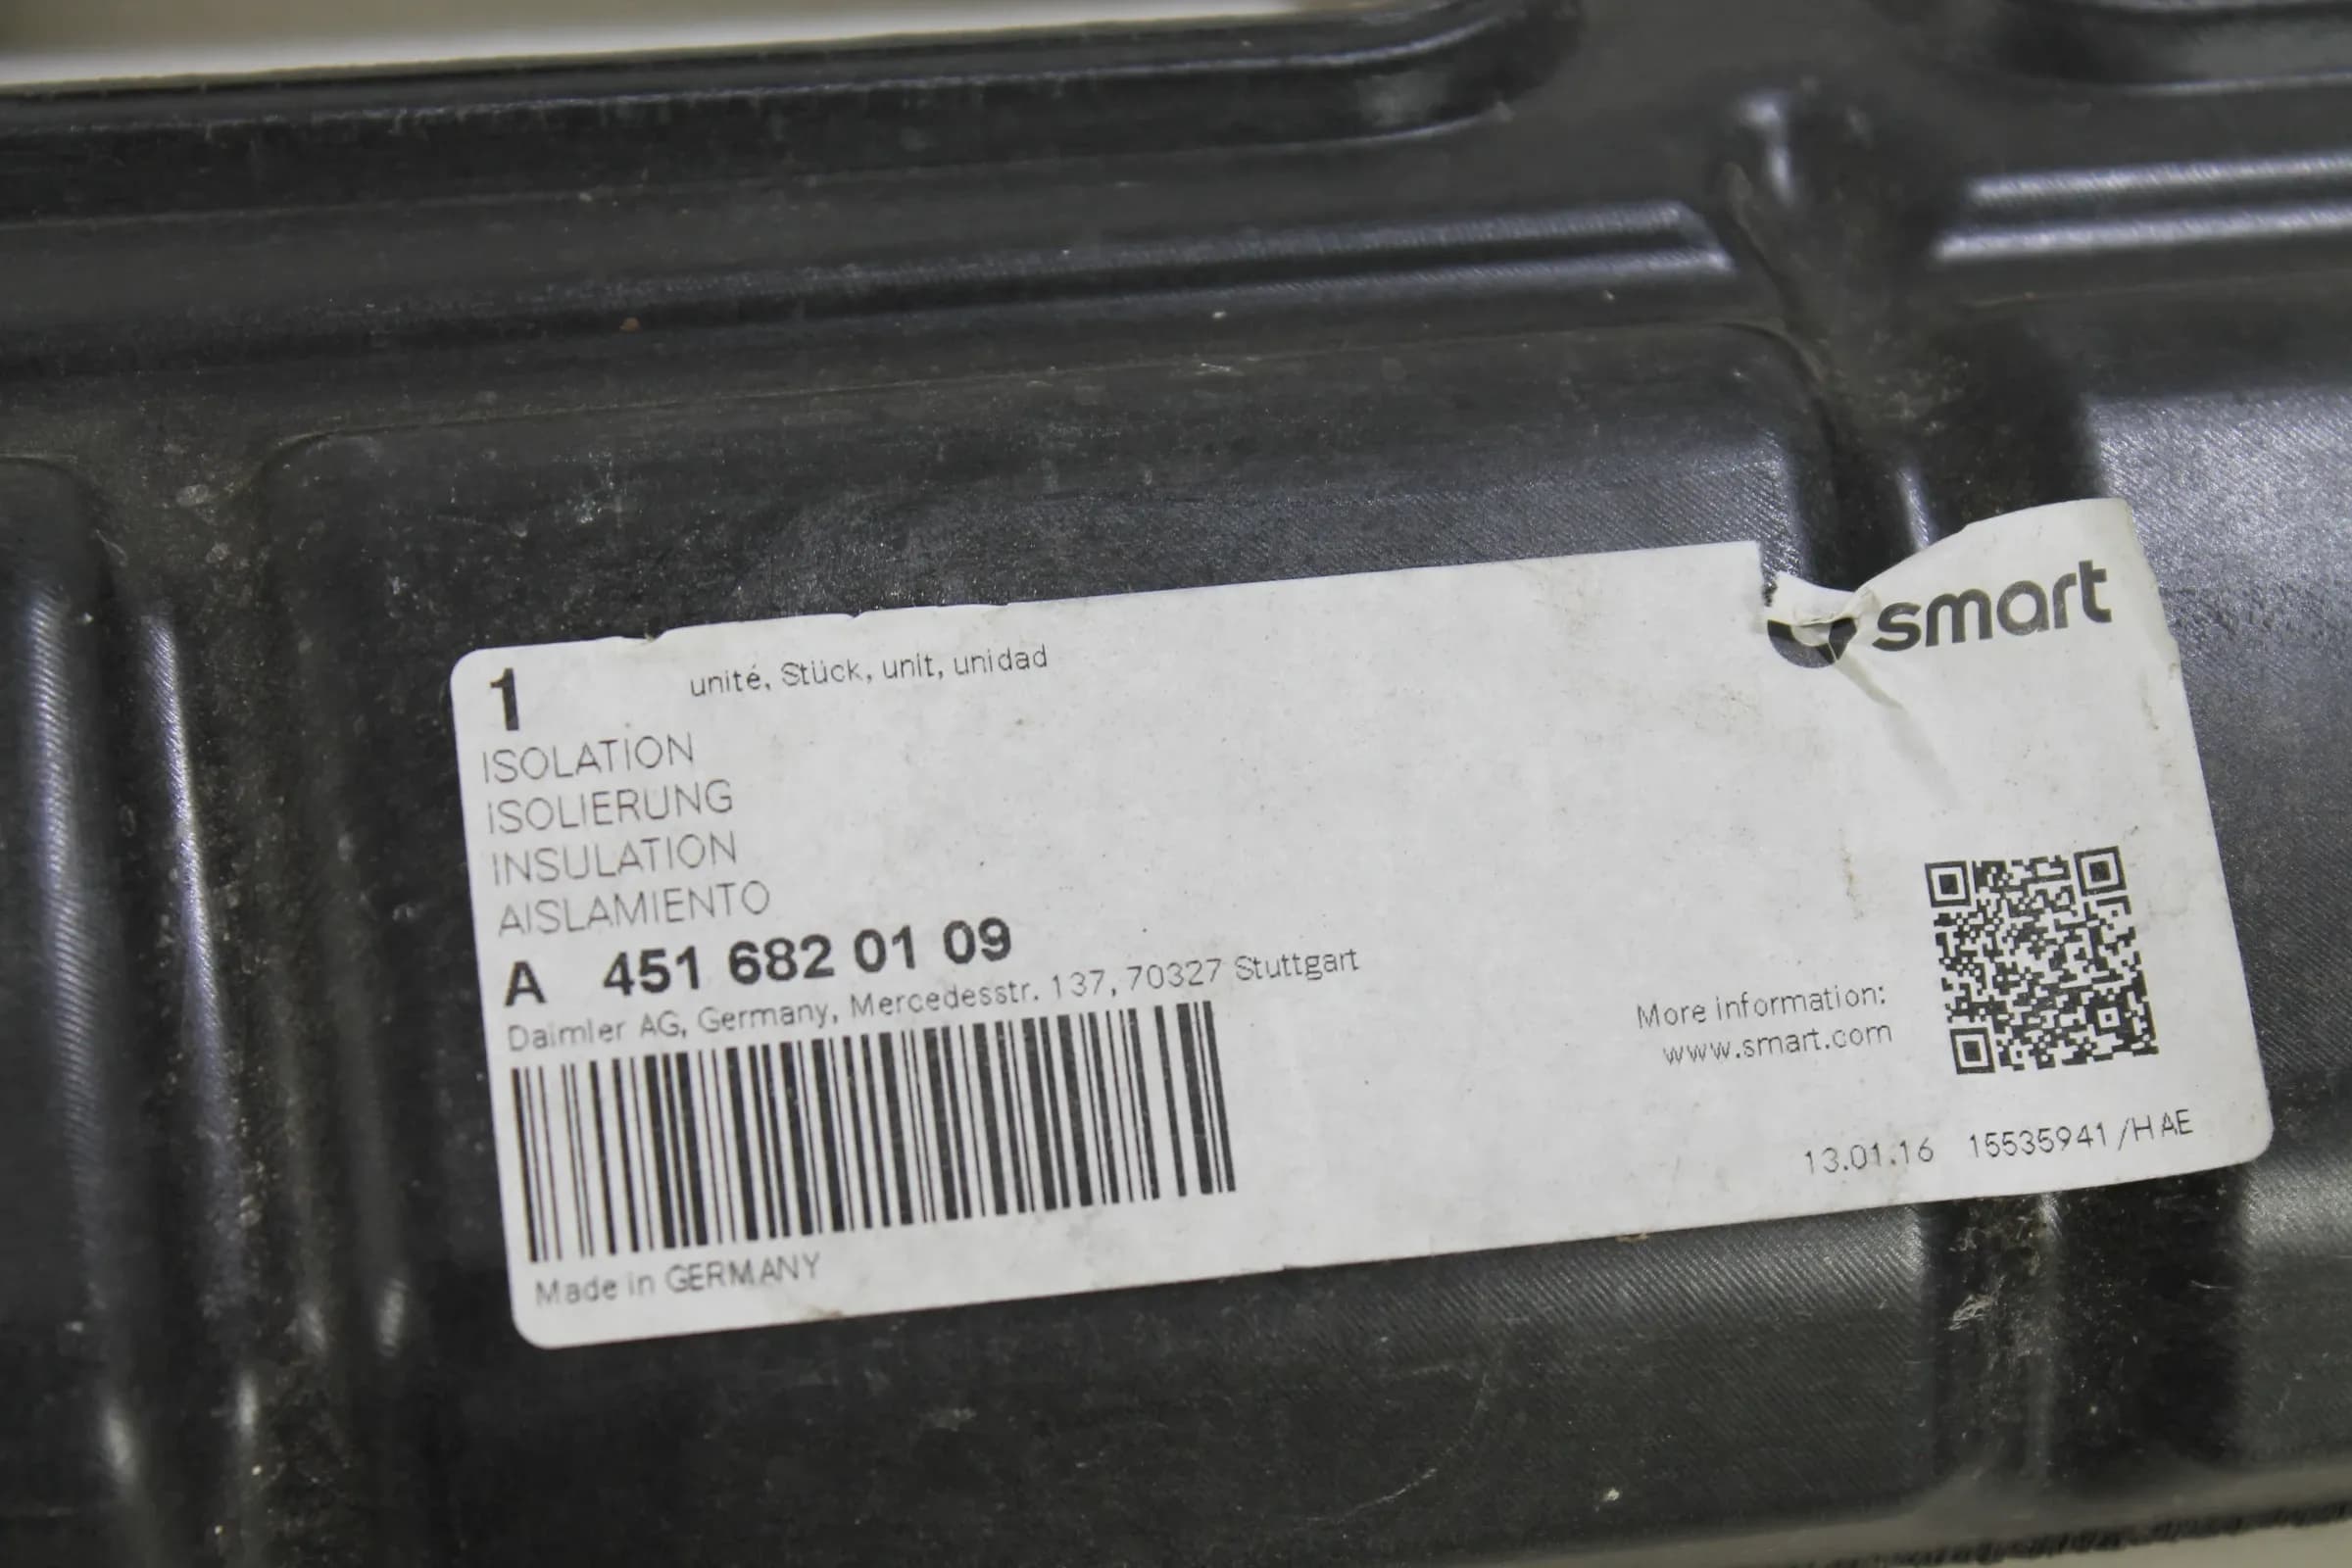 1 unité, Stück, unit, unidad
smart
ISOLATION
ISOLIERUNG
INSULATION
AISLAMIENTO
A 451 682 01 09
Daimler AG, Germany, Mercedesstr. 137, 70327 Stuttgart
More information:
www.smart.com
13.01.16 15535941/HAE
Made in GERMANY